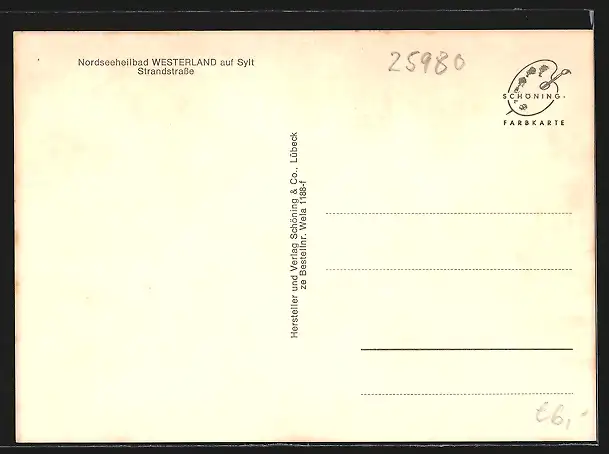 Nordseeheilbad WESTERLAND auf Sylt
Strandstraße
25980
SCHÖNING-
FARBKARTE
Hersteller und Verlag Schöning & Co., Lübeck
ze Bestellnr. Wela 1188-f
€6,-